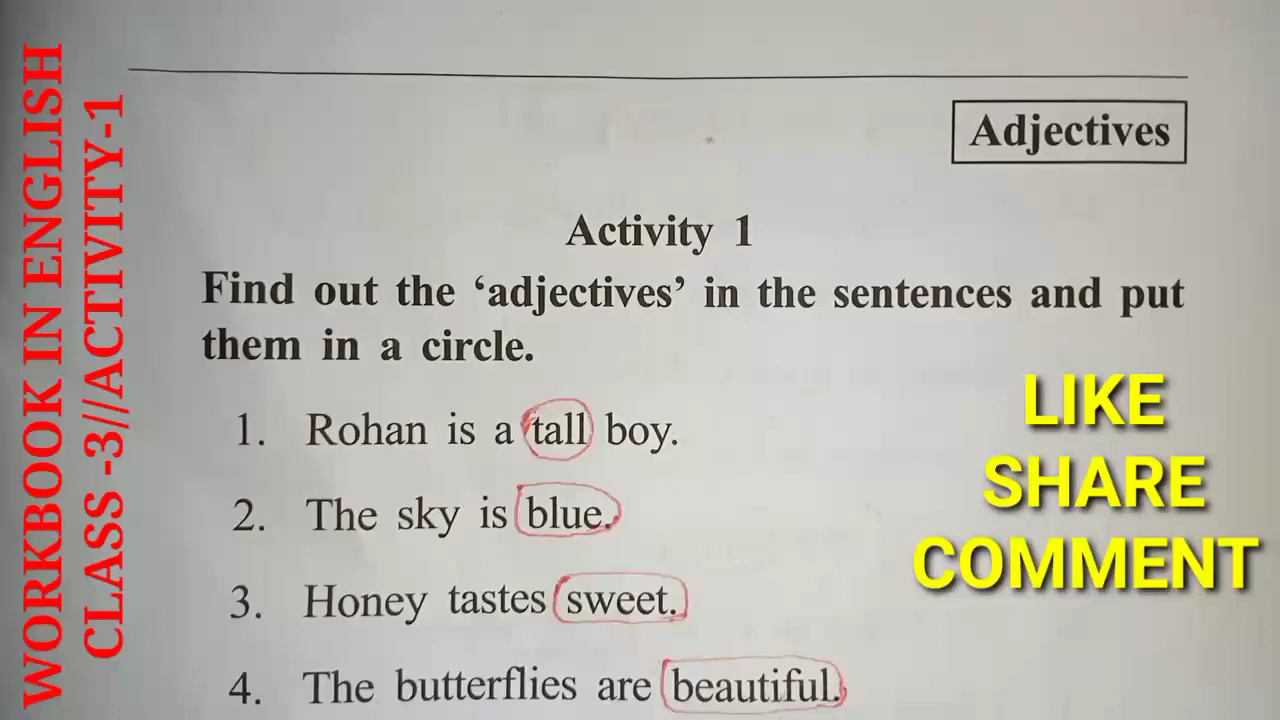 WORKBOOK IN ENGLISH
CLASS -3//ACTIVITY-1
Adjectives
Activity 1
Find out the ‘adjectives’ in the sentences and put
them in a circle.
1. Rohan is a tall boy.
2. The sky is blue.
3. Honey tastes sweet.
4. The butterflies are beautiful.
LIKE
SHARE
COMMENT